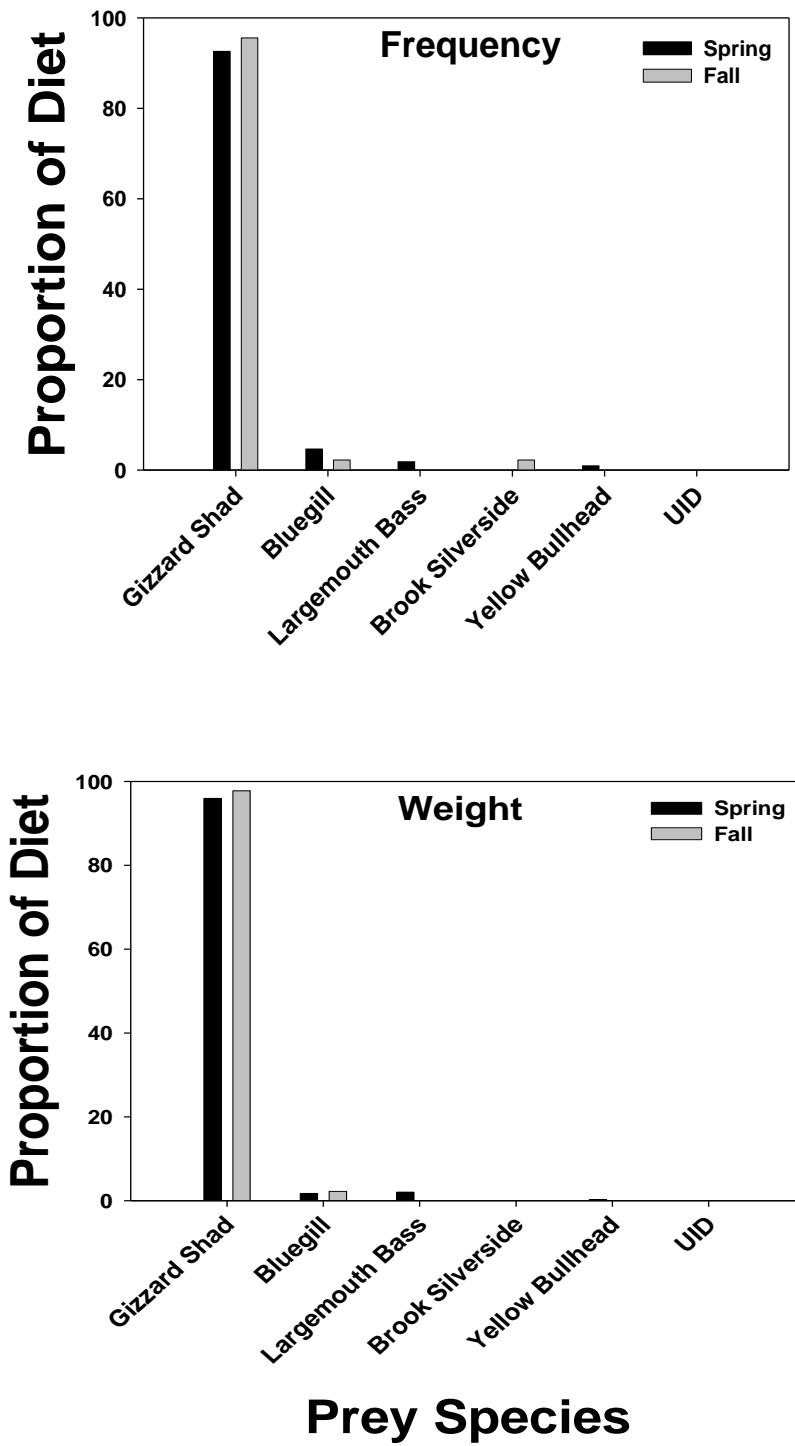 Frequency
Spring
Fall
Proportion of Diet
100
80
60
40
20
0
Gizzard Shad
Bluegill
Largemouth Bass
Brook Silverside
Yellow Bullhead
UID
Weight
Spring
Fall
Proportion of Diet
100
80
60
40
20
0
Gizzard Shad
Bluegill
Largemouth Bass
Brook Silverside
Yellow Bullhead
UID
Prey Species